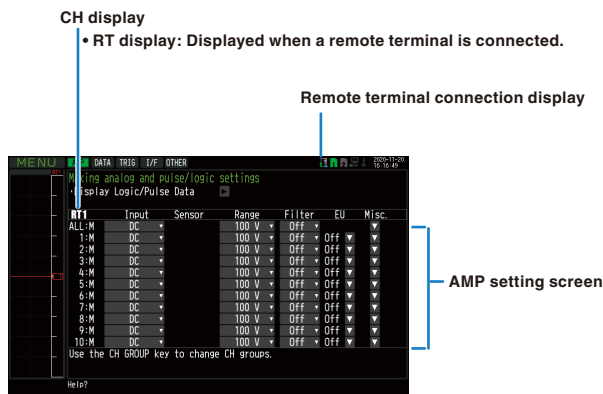 CH display
• RT display: Displayed when a remote terminal is connected.
Remote terminal connection display
MENU AMP DATA TRIG I/F OTHER 2020-11-20
16:16:49
RT1
Making analog and pulse/logic settings
·Display Logic/Pulse Data
RT1 Input Sensor Range Filter EU Misc.
ALL:M DC 100 V Off
1:M DC 100 V Off Off
2:M DC 100 V Off Off
3:M DC 100 V Off Off
4:M DC 100 V Off Off
5:M DC 100 V Off Off
6:M DC 100 V Off Off
7:M DC 100 V Off Off
8:M DC 100 V Off Off
9:M DC 100 V Off Off
10:M DC 100 V Off Off
AMP setting screen
Use the CH GROUP key to change CH groups.
Help?